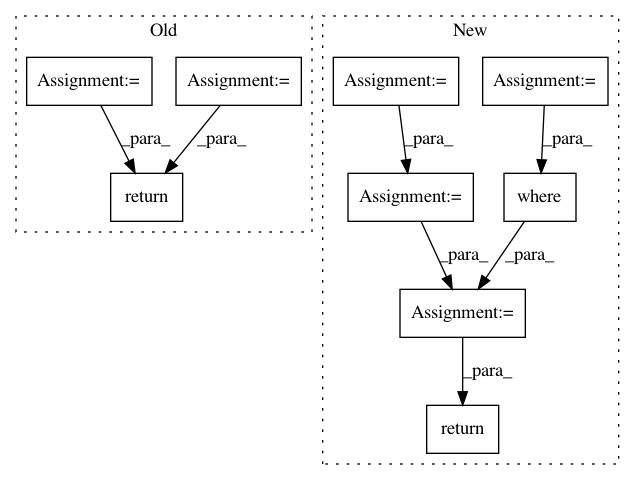 Old
New
Assignment:=
Assignment:=
Assignment:=
Assignment:=
_para_
_para_
_para_
_para_
return
Assignment:=
where
_para_
_para_
Assignment:=
_para_
return